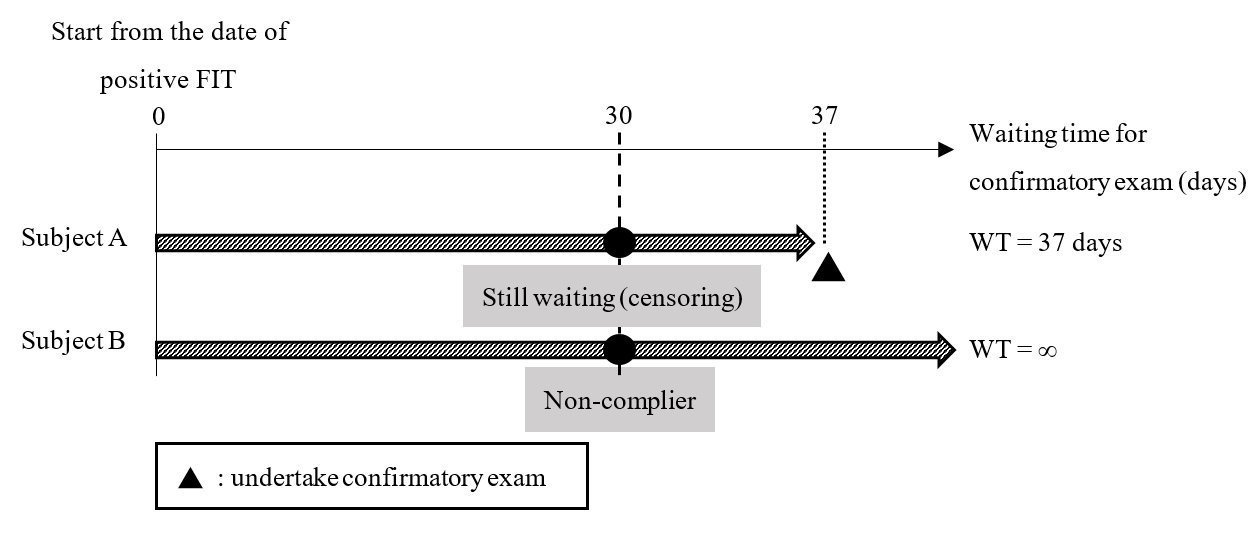 Start from the date of
positive FIT
0
30
37
Waiting time for
confirmatory exam (days)
Subject A
WT = 37 days
Still waiting (censoring)
Subject B
WT = ∞
Non-complier
▲ : undertake confirmatory exam